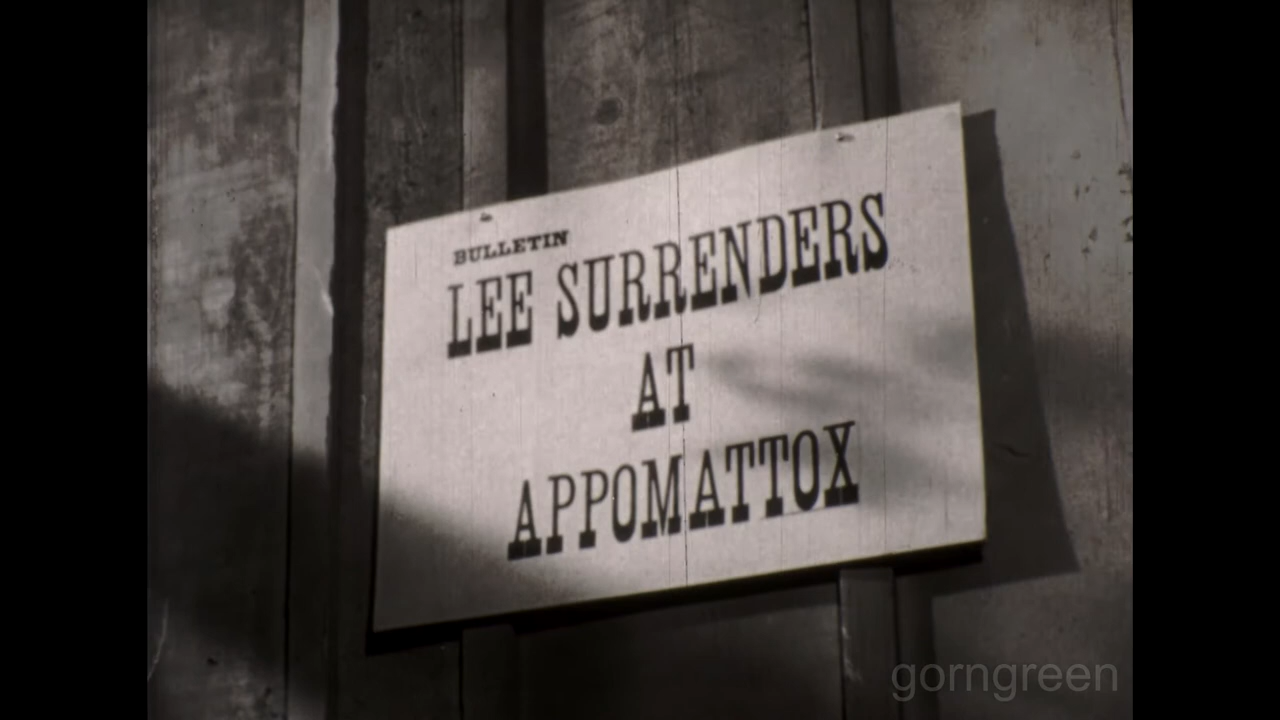 BULLETIN
LEE SURRENDERS
AT
APPOMATTOX
gorngreen